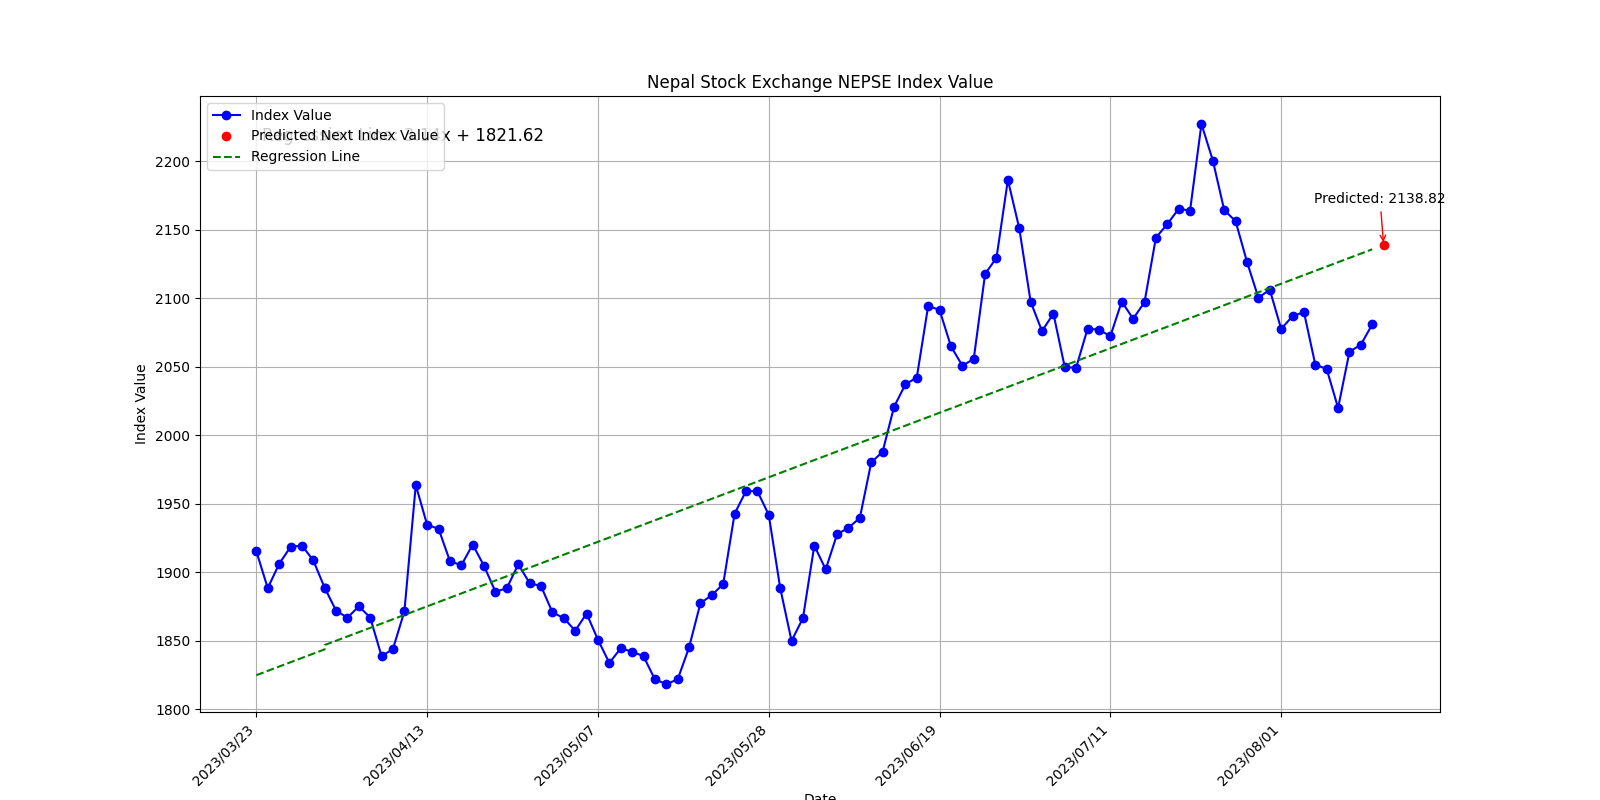 Nepal Stock Exchange NEPSE Index Value
Index Value
Predicted Next Index Value
x + 1821.62
Regression Line
Predicted: 2138.82
2200
2150
2100
2050
2000
1950
1900
1850
1800
Index Value
2023/03/23
2023/04/13
2023/05/07
2023/05/28
2023/06/19
2023/07/11
2023/08/01
Date